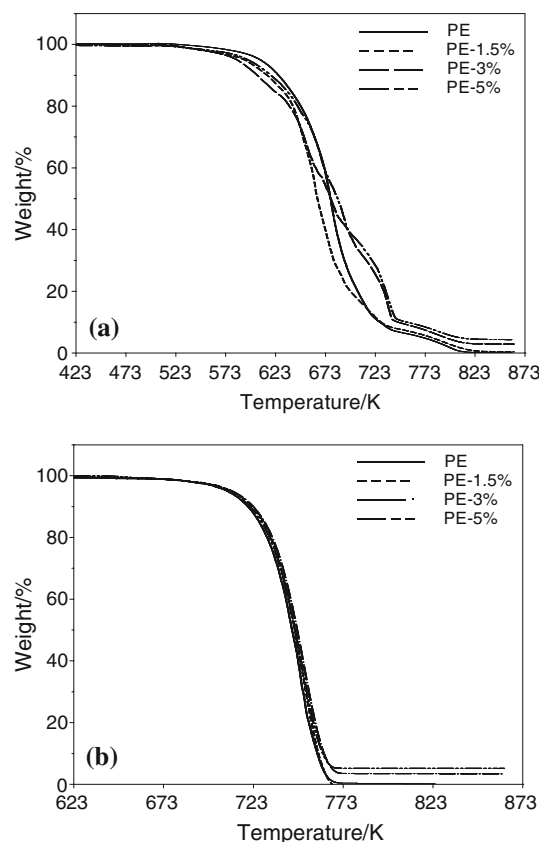 100
80
60
40
20
0
Weight/%
PE
PE-1.5%
PE-3%
PE-5%
(a)
423 473 523 573 623 673 723 773 823 873
Temperature/K
100
80
60
40
20
0
Weight/%
PE
PE-1.5%
PE-3%
PE-5%
(b)
623 673 723 773 823 873
Temperature/K